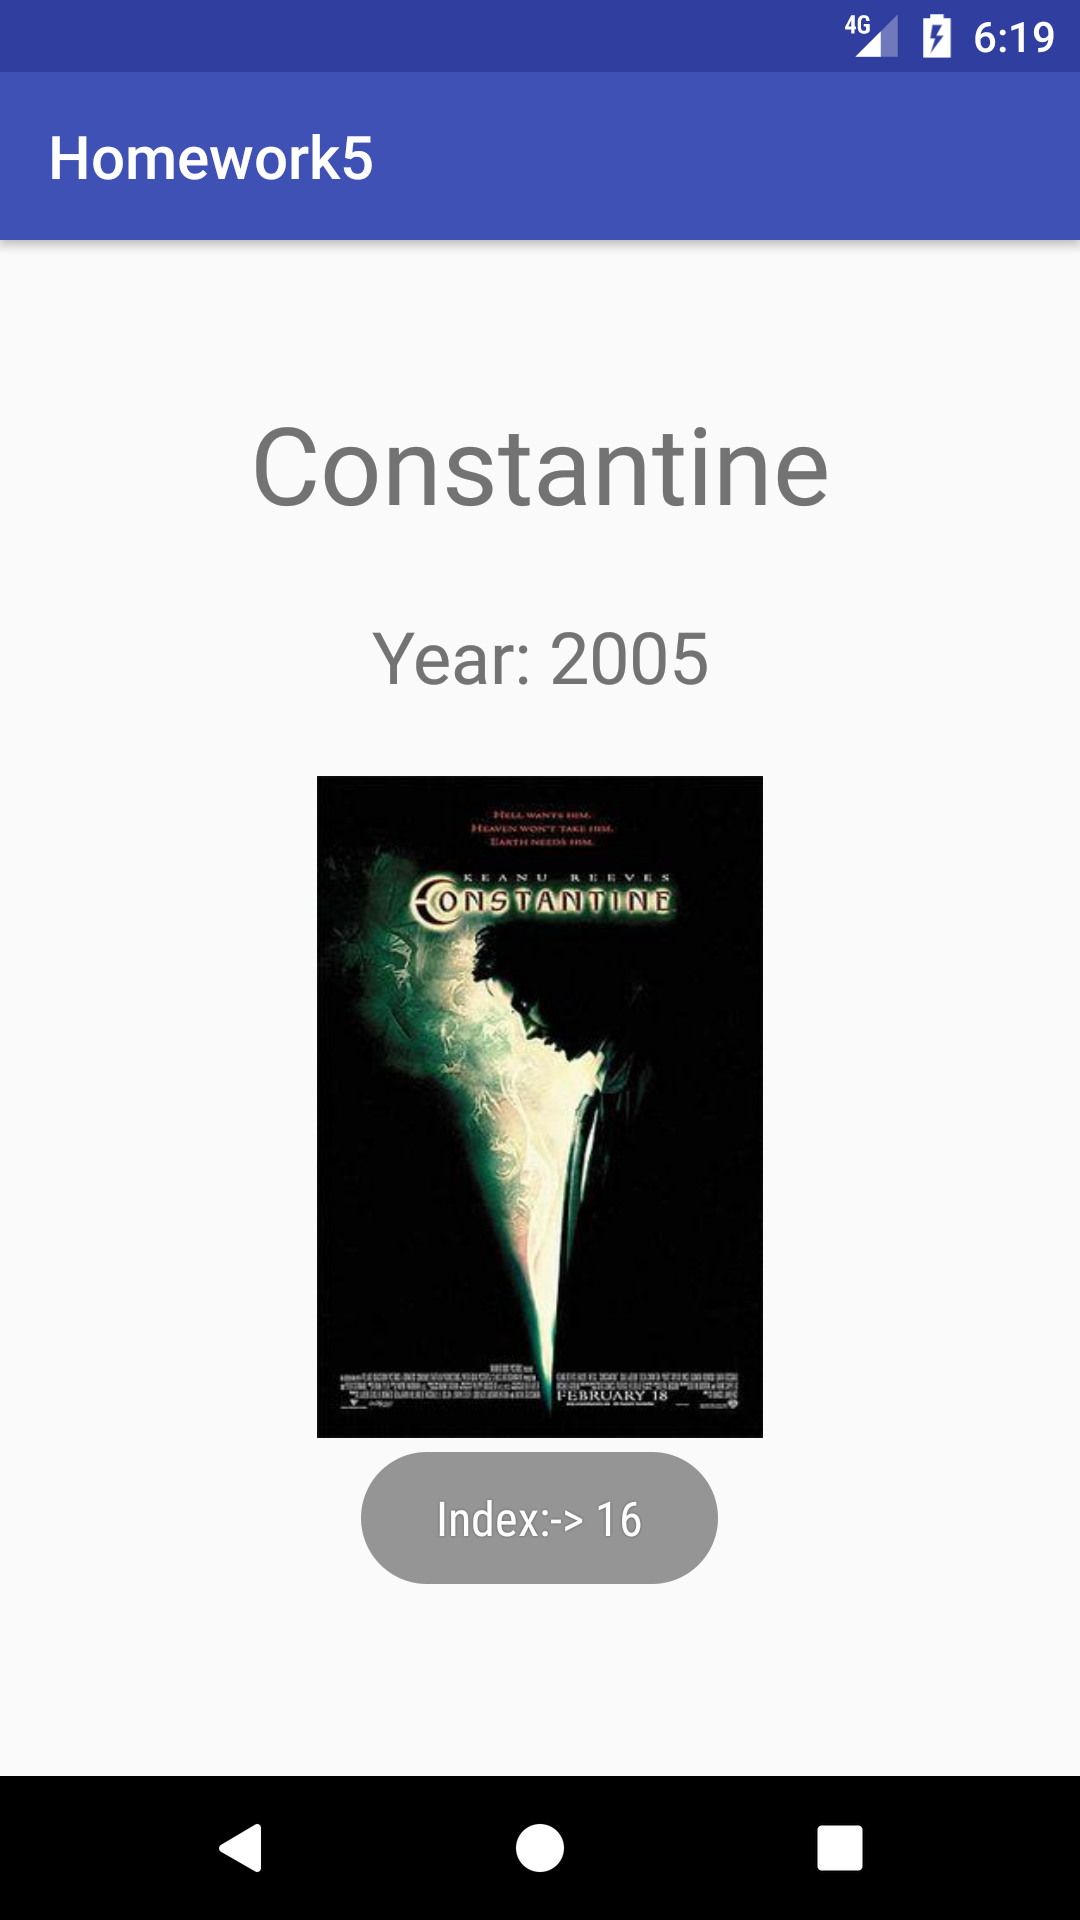 4G 6:19
Homework5
Constantine
Year: 2005
HELL WANTS HIM.
HEAVEN WON'T TAKE HIM.
EARTH NEEDS HIM.
KEANU REEVES
CONSTANTINE
FEBRUARY 18
Index:-> 16